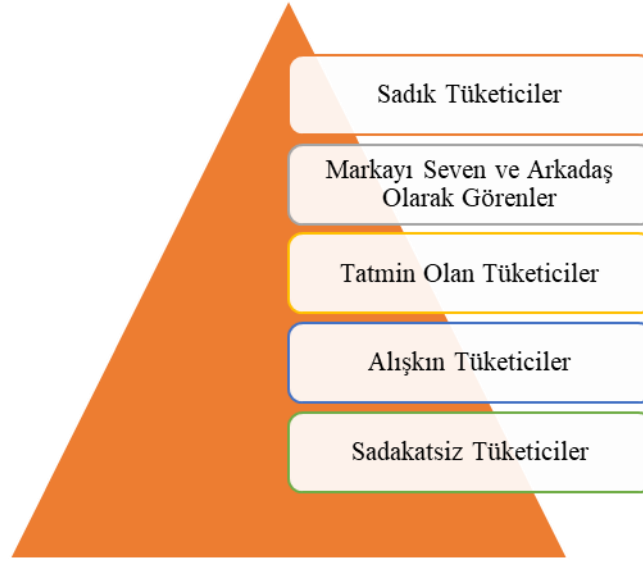 Sadık Tüketiciler
Markayı Seven ve Arkadaş
Olarak Görenler
Tatmin Olan Tüketiciler
Alışkın Tüketiciler
Sadakatsiz Tüketiciler